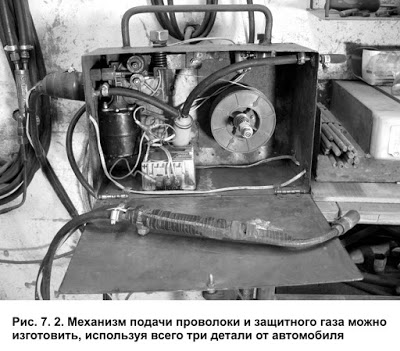 Рис. 7. 2. Механизм подачи проволоки и защитного газа можно
изготовить, используя всего три детали от автомобиля